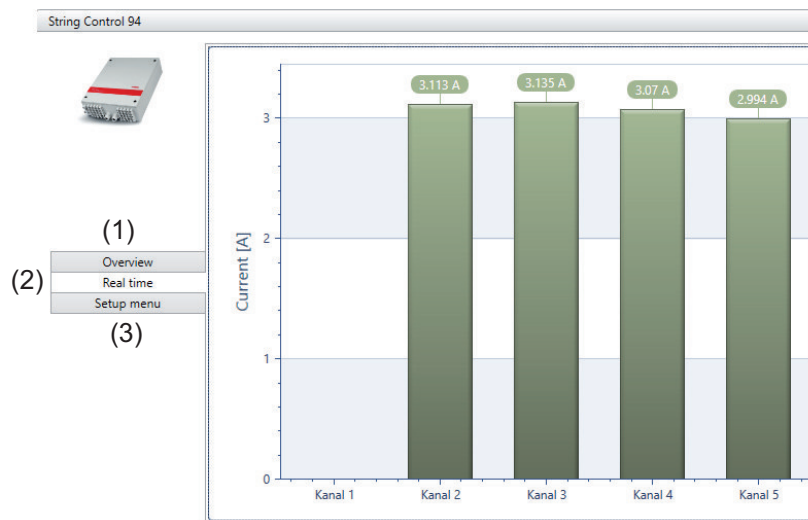 String Control 94
(1)
Overview
(2)
Real time
Setup menu
(3)
Current [A]
3
2
1
0
3.113 A
3.135 A
3.07 A
2.994 A
Kanal 1
Kanal 2
Kanal 3
Kanal 4
Kanal 5